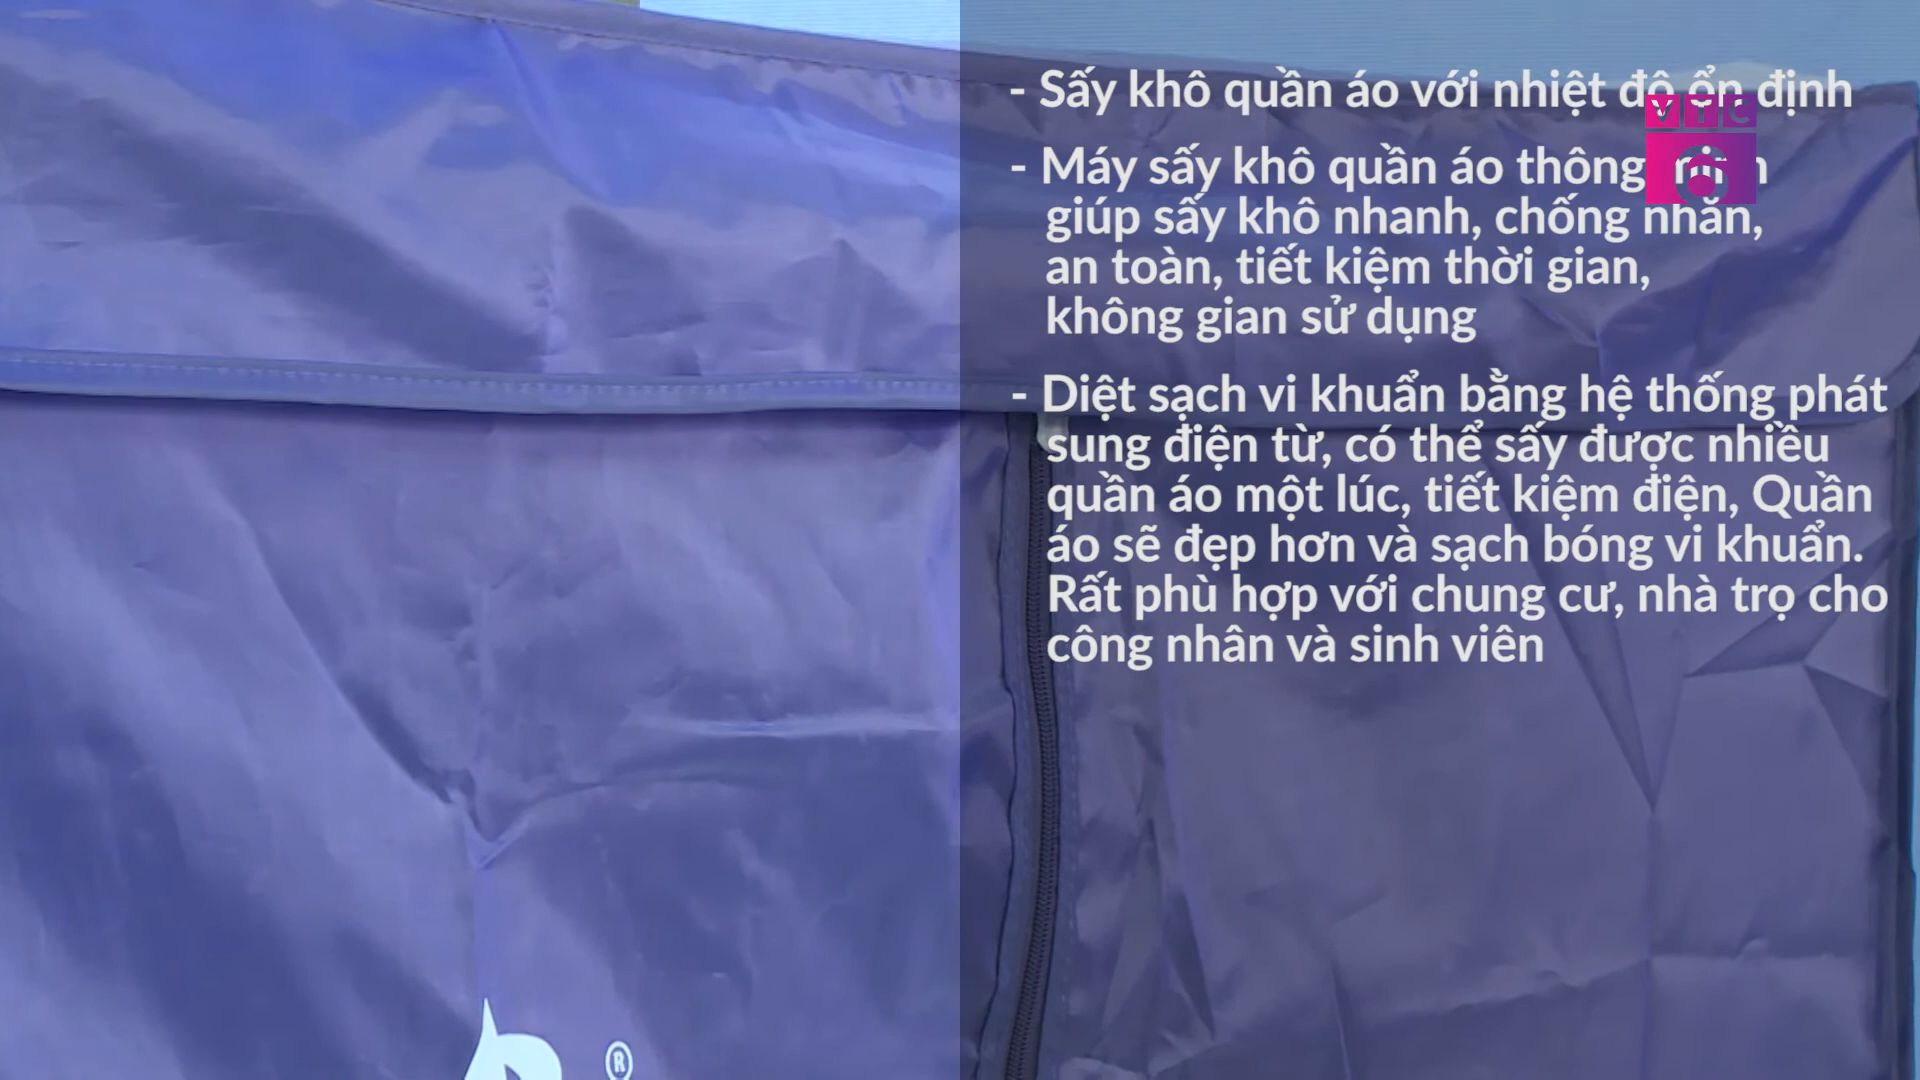 - Sấy khô quần áo với nhiệt độ ổn định
VTC
6
- Máy sấy khô quần áo thông minh
giúp sấy khô nhanh, chống nhăn,
an toàn, tiết kiệm thời gian,
không gian sử dụng
- Diệt sạch vi khuẩn bằng hệ thống phát
sung điện từ, có thể sấy được nhiều
quần áo một lúc, tiết kiệm điện, Quần
áo sẽ đẹp hơn và sạch bóng vi khuẩn.
Rất phù hợp với chung cư, nhà trọ cho
công nhân và sinh viên
®